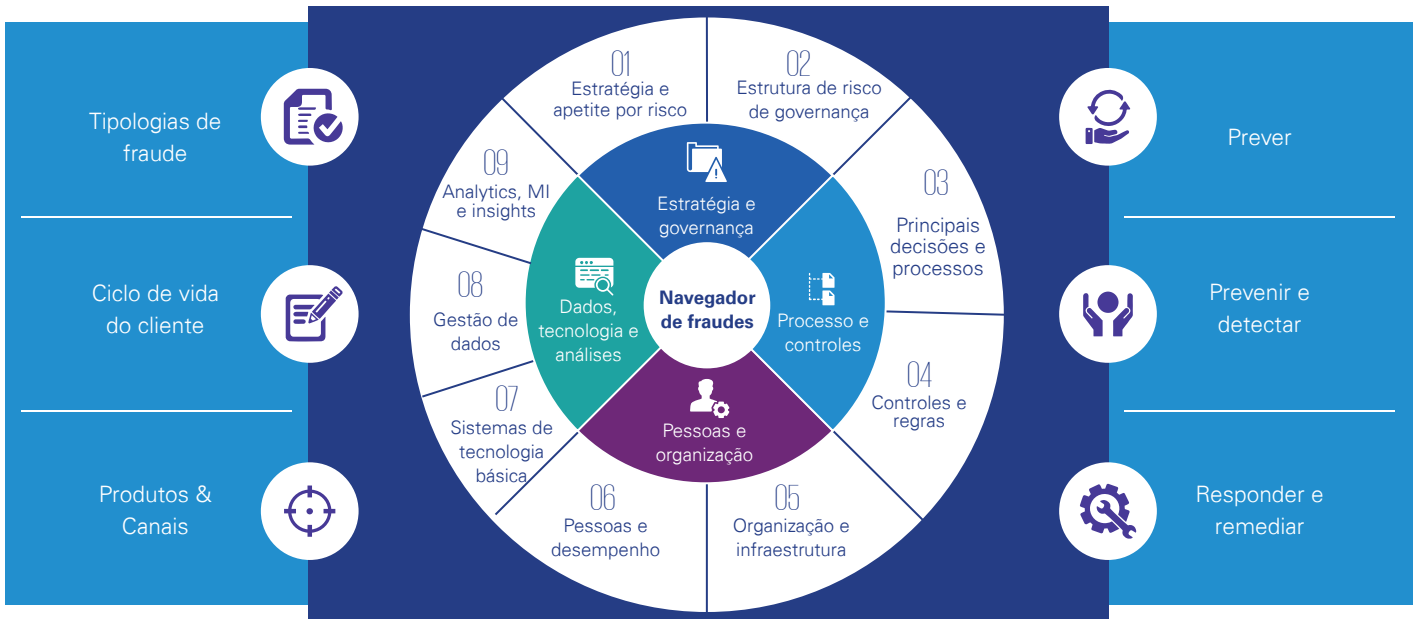 Tipologias de
fraude
Ciclo de vida
do cliente
Produtos &
Canais
01
Estratégia e
apetite por risco
02
Estrutura de risco
de governança
03
Principais
decisões e
processos
04
Controles e
regras
05
Organização e
infraestrutura
06
Pessoas e
desempenho
07
Sistemas de
tecnologia
básica
08
Gestão de
dados
09
Analytics, MI
e insights
Estratégia e
governança
Processo e
controles
Pessoas e
organização
Dados,
tecnologia e
análises
Navegador
de fraudes
Prever
Prevenir e
detectar
Responder e
remediar